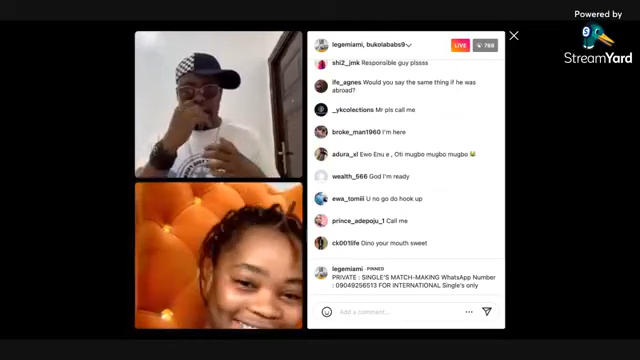 Powered by
StreamYard
legemiami, bukolababs9
LIVE
788
shi2_jmk Responsible guy plssss
ife_agnes Would you say the same thing if he was
abroad?
_ykcolections Mr pls call me
broke_man1960 I'm here
adura_xl Ewo Enu e , Oti mugbo mugbo mugbo
wealth_566 God I'm ready
ewa_tomiii U no go do hook up
prince_adepoju_1 Call me
ck001life Dino your mouth sweet
legemiami · PINNED
PRIVATE : SINGLE'S MATCH-MAKING WhatsApp Number
: 09049256513 FOR INTERNATIONAL Single's only
Add a comment...